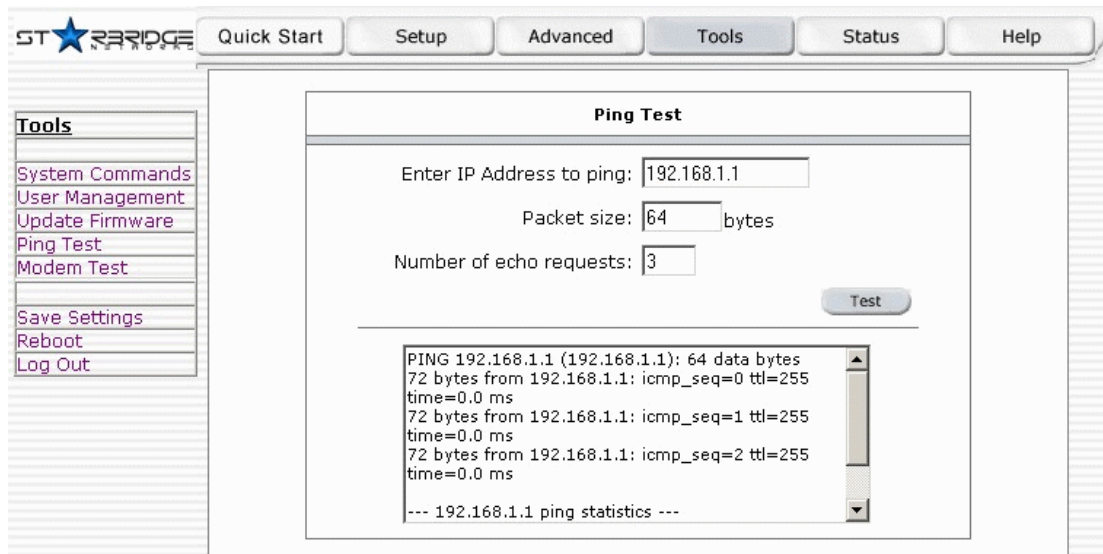 STARBRIDGE
NETWORKS
Quick Start
Setup
Advanced
Tools
Status
Help
Tools
System Commands
User Management
Update Firmware
Ping Test
Modem Test
Save Settings
Reboot
Log Out
Ping Test
Enter IP Address to ping: 192.168.1.1
Packet size: 64 bytes
Number of echo requests: 3
Test
PING 192.168.1.1 (192.168.1.1): 64 data bytes
72 bytes from 192.168.1.1: icmp_seq=0 ttl=255
time=0.0 ms
72 bytes from 192.168.1.1: icmp_seq=1 ttl=255
time=0.0 ms
72 bytes from 192.168.1.1: icmp_seq=2 ttl=255
time=0.0 ms
--- 192.168.1.1 ping statistics ---